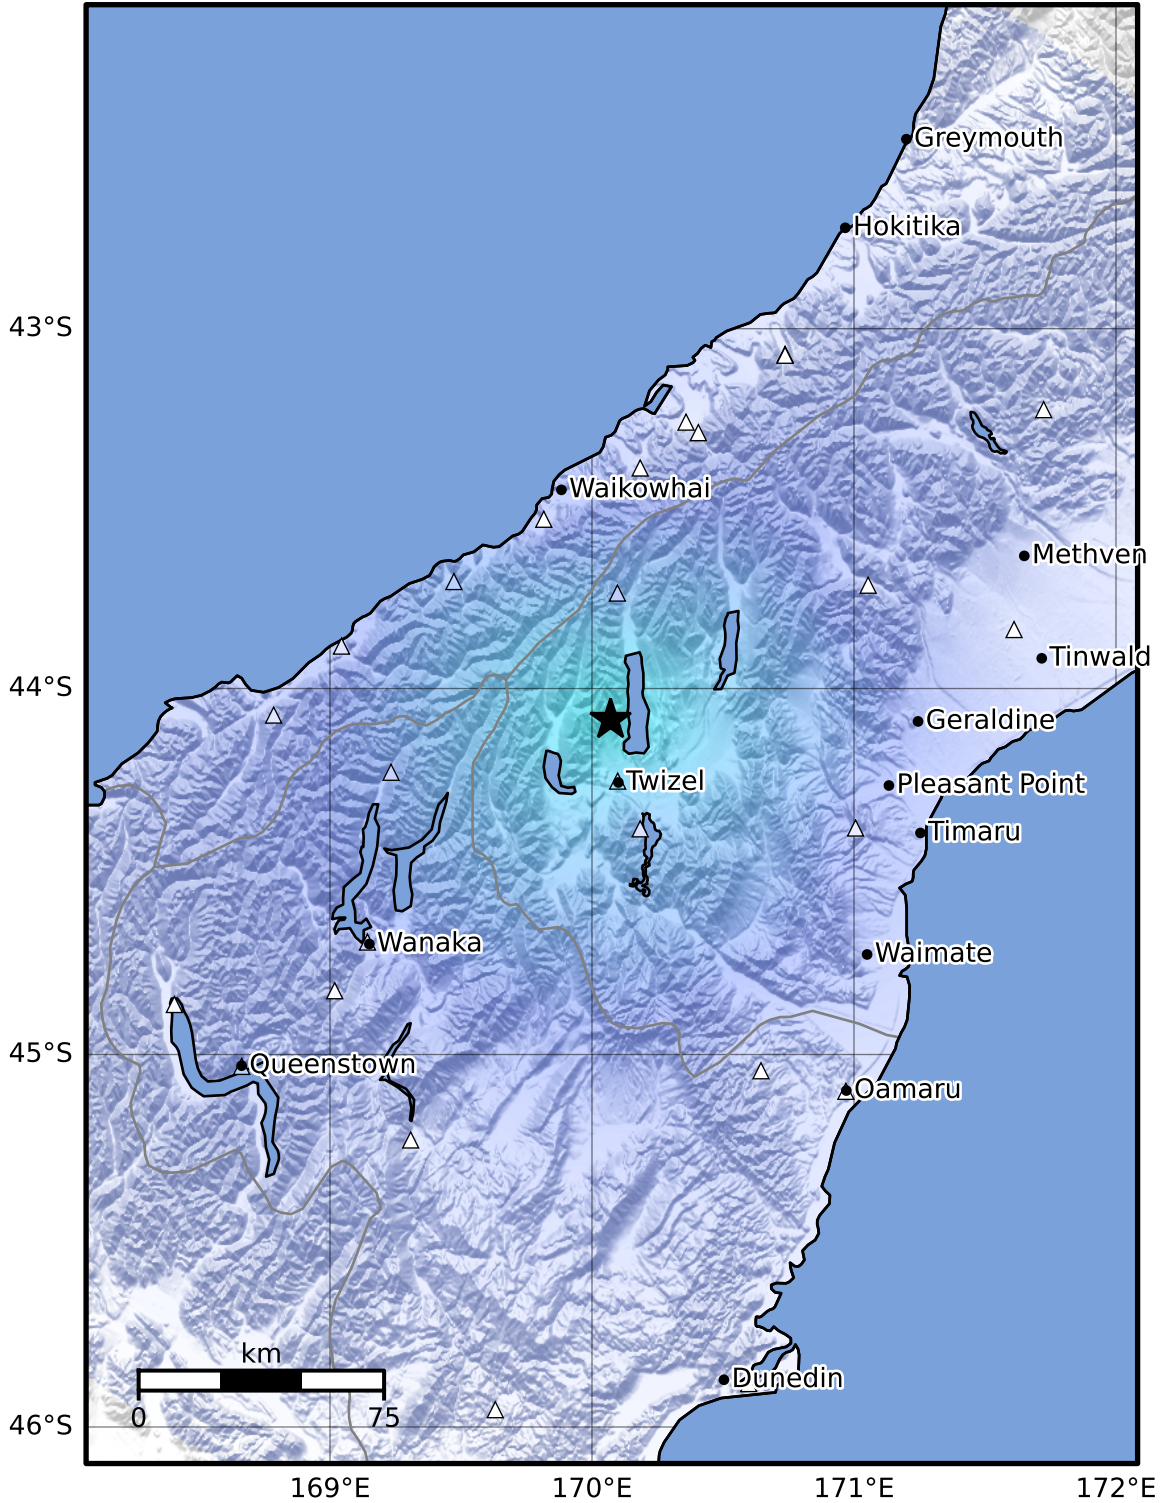 Greymouth
Hokitika
43°S
Waikowhai
Methven
Tinwald
44°S
Geraldine
Twizel
Pleasant Point
Timaru
Wanaka
Waimate
45°S
Queenstown
Oamaru
km
0 75
Dunedin
46°S
169°E 170°E 171°E 172°E